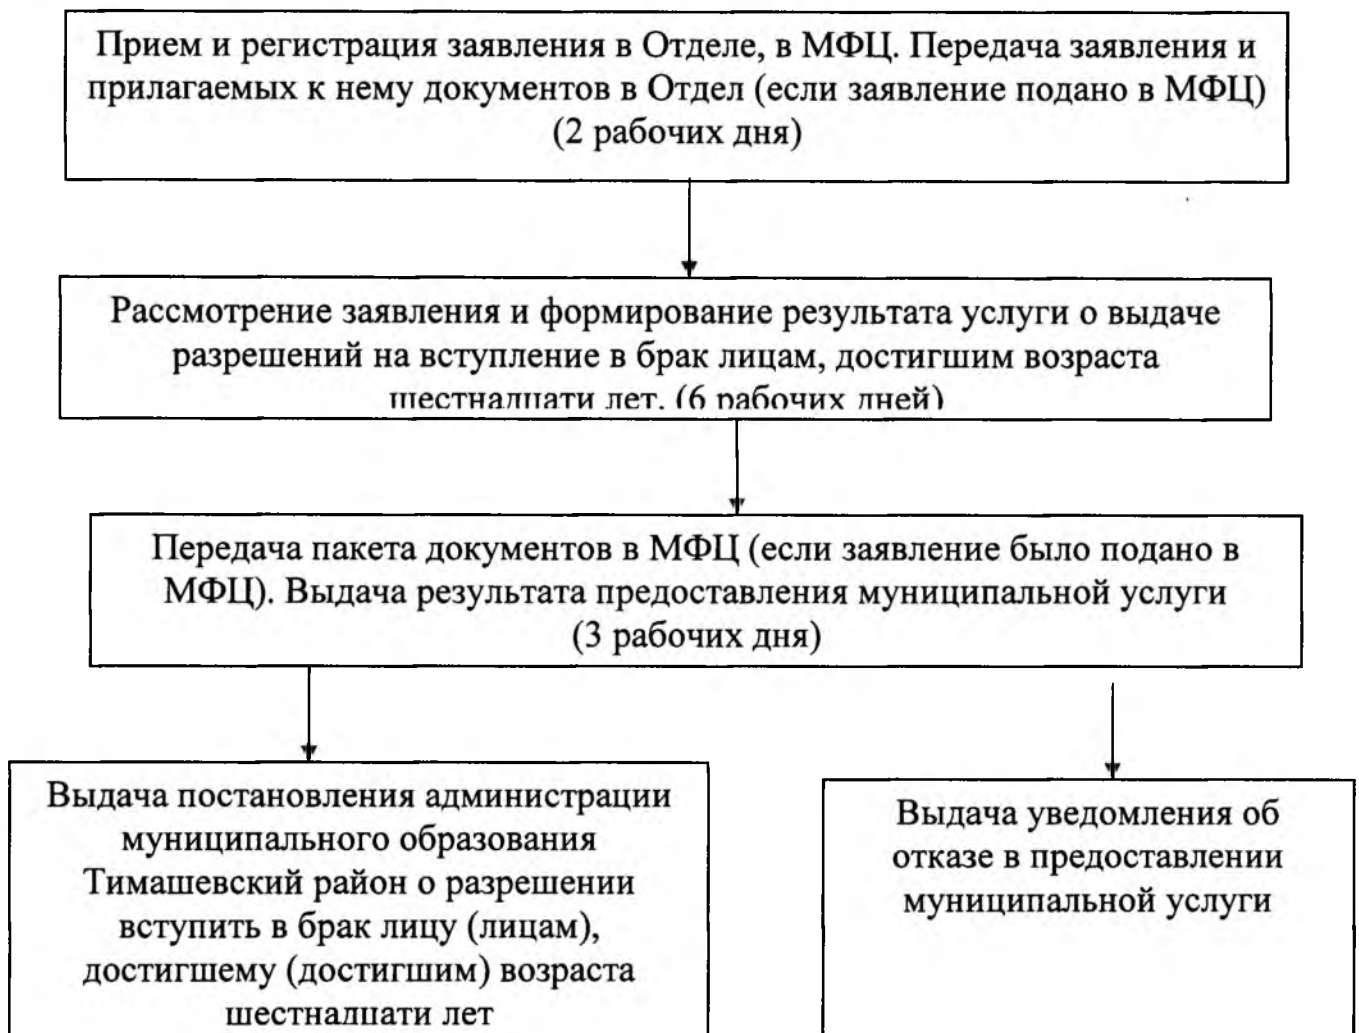 Прием и регистрация заявления в Отделе, в МФЦ. Передача заявления и
прилагаемых к нему документов в Отдел (если заявление подано в МФЦ)
(2 рабочих дня)
Рассмотрение заявления и формирование результата услуги о выдаче
разрешений на вступление в брак лицам, достигшим возраста
шестнадцати лет. (6 рабочих дней)
Передача пакета документов в МФЦ (если заявление было подано в
МФЦ). Выдача результата предоставления муниципальной услуги
(3 рабочих дня)
Выдача постановления администрации
муниципального образования
Тимашевский район о разрешении
вступить в брак лицу (лицам),
достигшему (достигшим) возраста
шестнадцати лет
Выдача уведомления об
отказе в предоставлении
муниципальной услуги